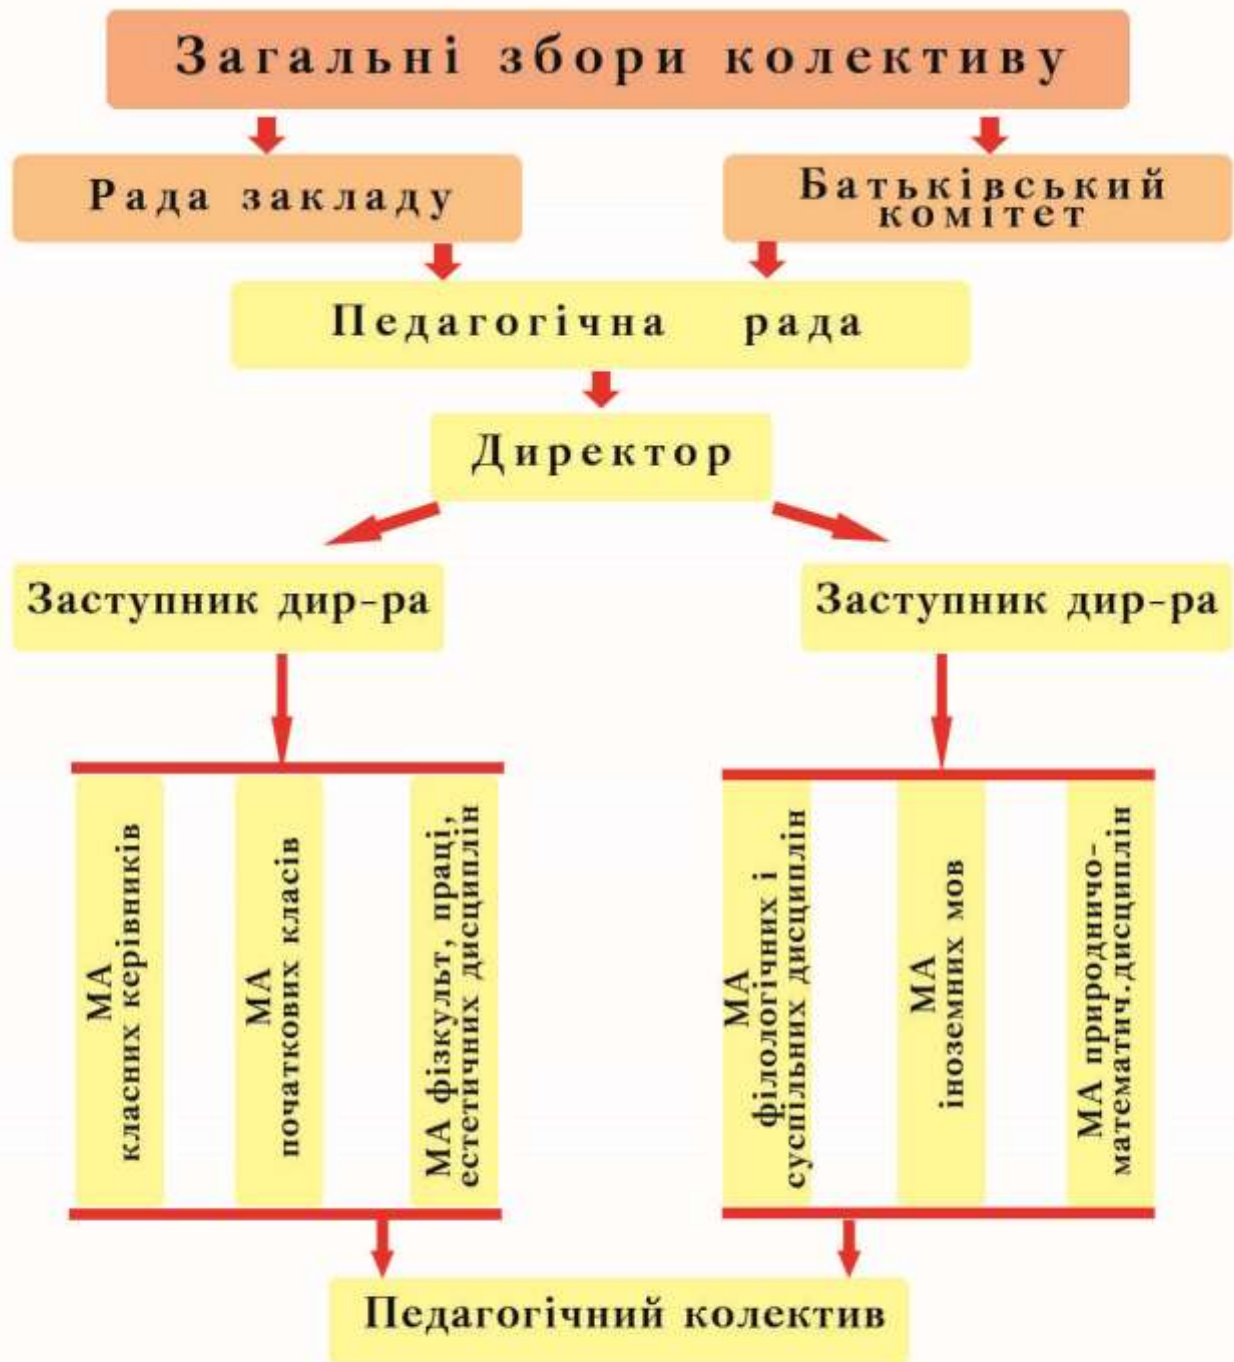 Загальні збори колективу
Рада закладу
Батьківський
комітет
Педагогічна рада
Директор
Заступник дир-ра
Заступник дир-ра
МА
класних керівників
МА
початкових класів
МА фізкульт, праці,
естетичних дисциплін
МА
філологічних і
суспільних дисциплін
МА
іноземних мов
МА природничо-
математич.дисциплін
Педагогічний колектив